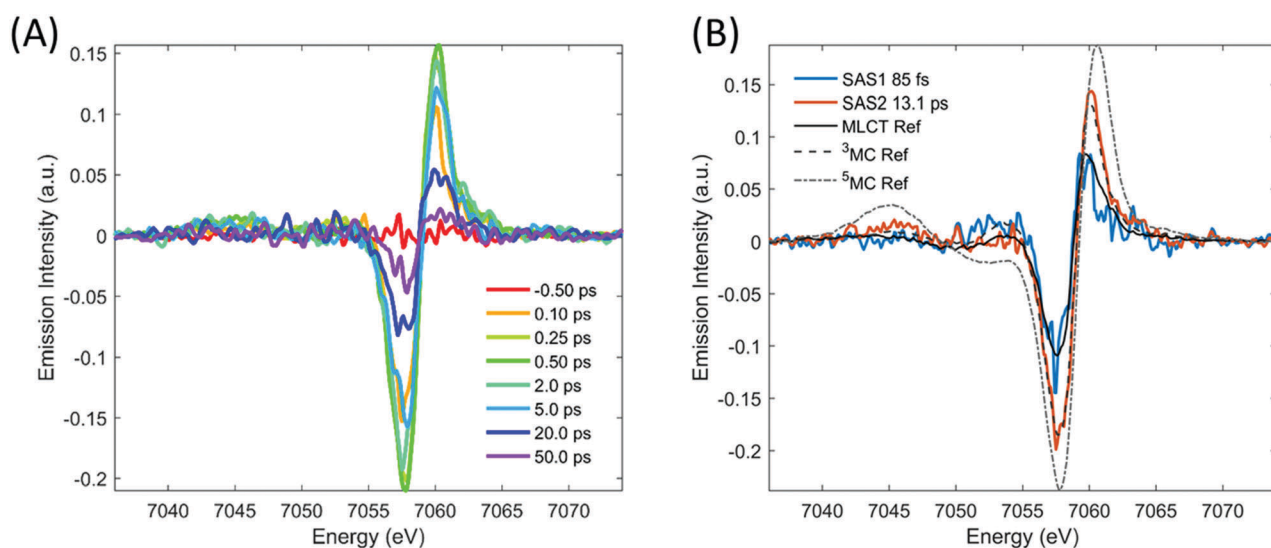 (A)
0.15
0.1
0.05
0
-0.05
-0.1
-0.15
-0.2
Emission Intensity (a.u.)
-0.50 ps
0.10 ps
0.25 ps
0.50 ps
2.0 ps
5.0 ps
20.0 ps
50.0 ps
7040 7045 7050 7055 7060 7065 7070
Energy (eV)
(B)
0.15
0.1
0.05
0
-0.05
-0.1
-0.15
-0.2
Emission Intensity (a.u.)
SAS1 85 fs
SAS2 13.1 ps
MLCT Ref
³MC Ref
⁵MC Ref
7040 7045 7050 7055 7060 7065 7070
Energy (eV)